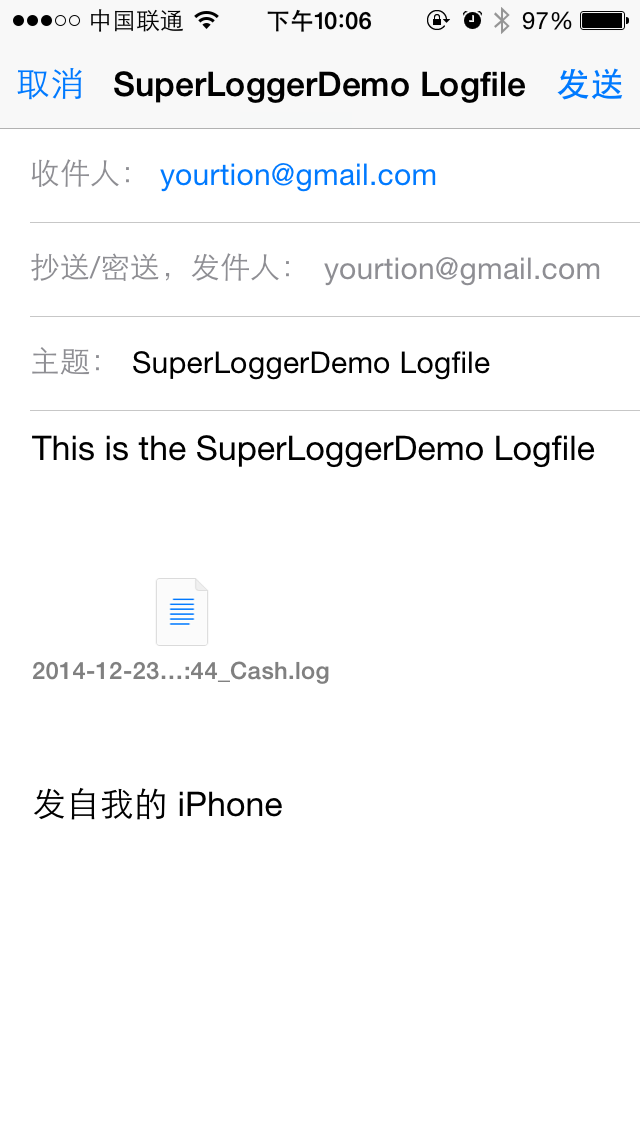 中国联通 下午10:06 97%
取消 SuperLoggerDemo Logfile 发送
收件人： yourtion@gmail.com
抄送/密送，发件人： yourtion@gmail.com
主题： SuperLoggerDemo Logfile
This is the SuperLoggerDemo Logfile
2014-12-23...:44_Cash.log
发自我的 iPhone